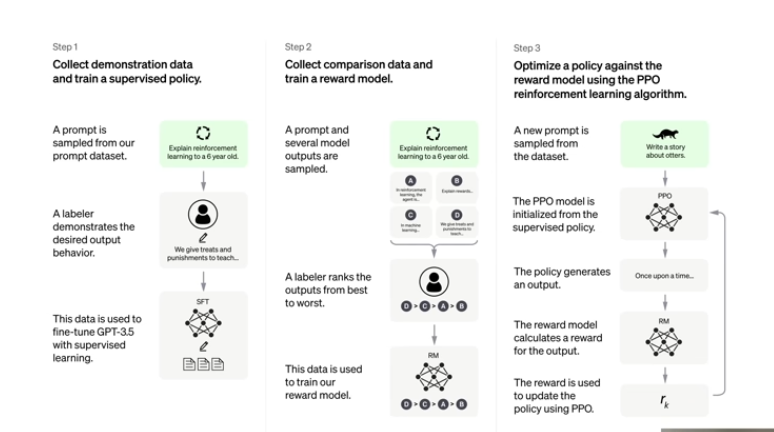 Step 1
Collect demonstration data
and train a supervised policy.
A prompt is
sampled from our
prompt dataset.
Explain reinforcement
learning to a 6 year old.
A labeler
demonstrates the
desired output
behavior.
We give treats and
punishments to teach...
This data is used to
fine-tune GPT-3.5
with supervised
learning.
SFT
Step 2
Collect comparison data and
train a reward model.
A prompt and
several model
outputs are
sampled.
Explain reinforcement
learning to a 6 year old.
A
In reinforcement
learning, the
agent is...
B
Explain rewards...
C
In machine
learning...
D
We give treats and
punishments to
teach...
A labeler ranks the
outputs from best
to worst.
D > C > A > B
This data is used
to train our
reward model.
RM
D > C > A > B
Step 3
Optimize a policy against the
reward model using the PPO
reinforcement learning algorithm.
A new prompt is
sampled from
the dataset.
Write a story
about otters.
The PPO model is
initialized from the
supervised policy.
PPO
The policy generates
an output.
Once upon a time...
The reward model
calculates a reward
for the output.
RM
The reward is used
to update the
policy using PPO.
rk